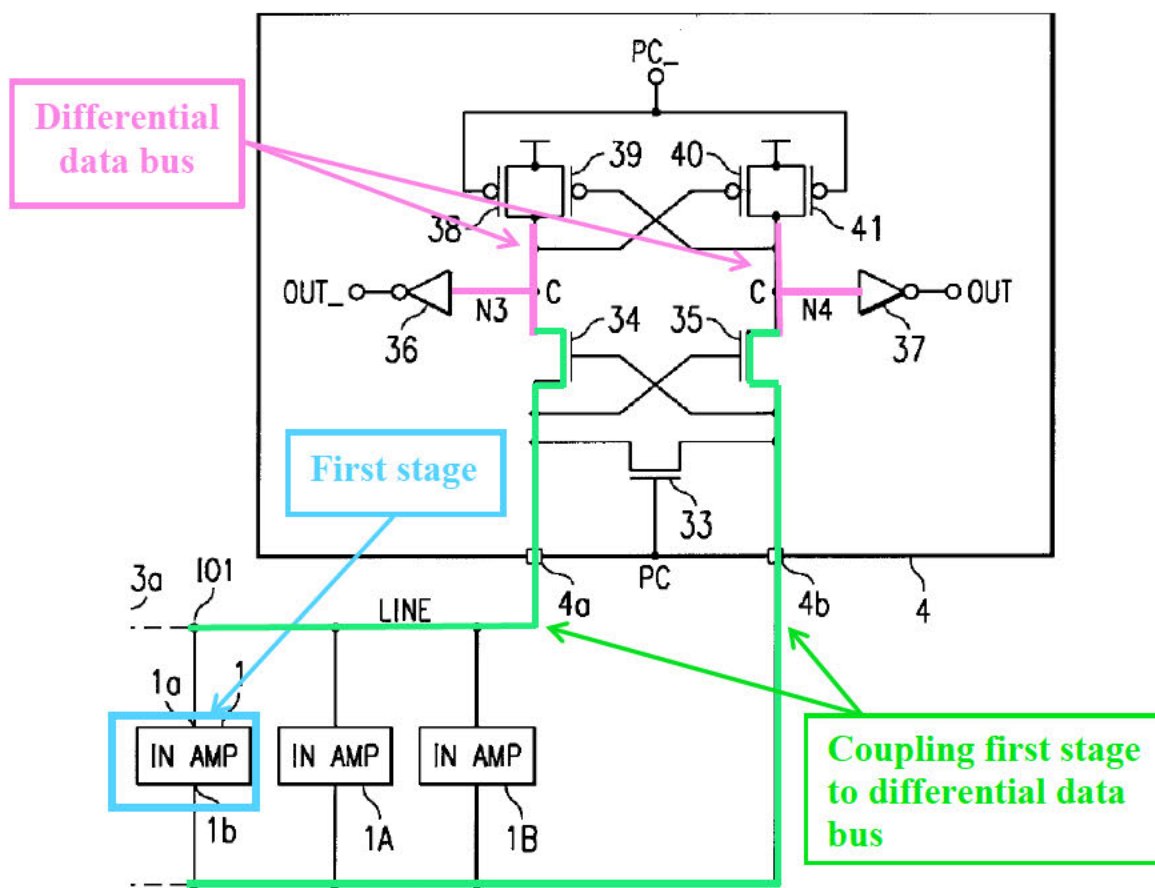 PC_
Differential
data bus
39
40
38
41
OUT_
N3
C
C
N4
OUT
36
34
35
37
First stage
33
3a
IO1
LINE
4a
PC
4b
4
1a
1
IN AMP
IN AMP
IN AMP
1b
1A
1B
Coupling first stage
to differential data
bus